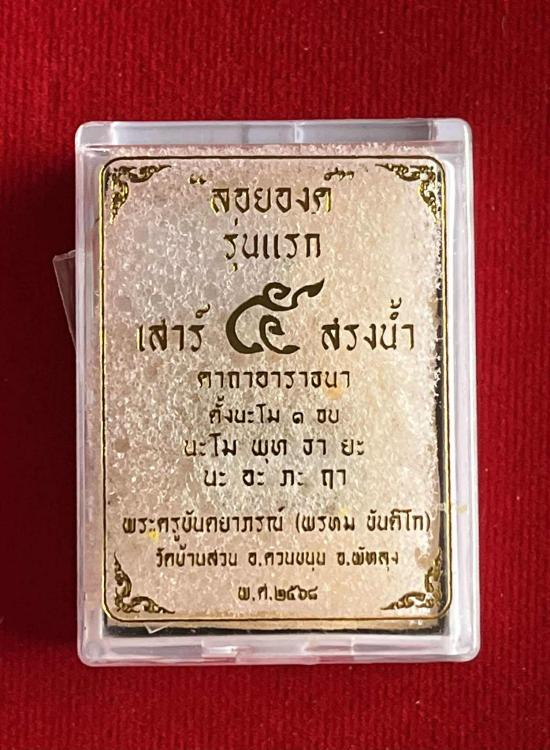 "ลอยองค์"
รุ่นแรก
เสาร์ ๕ สรงน้ำ
คาถาอาราธนา
ตั้งนะโม ๓ จบ
นะโม พุท ธา ยะ
นะ อะ ภะ ฤา
พระครูขันตยาภรณ์ (พรหม ขันติโก)
วัดบ้านสวน อ.ควนขนุน จ.พัทลุง
พ.ศ.๒๕๖๘